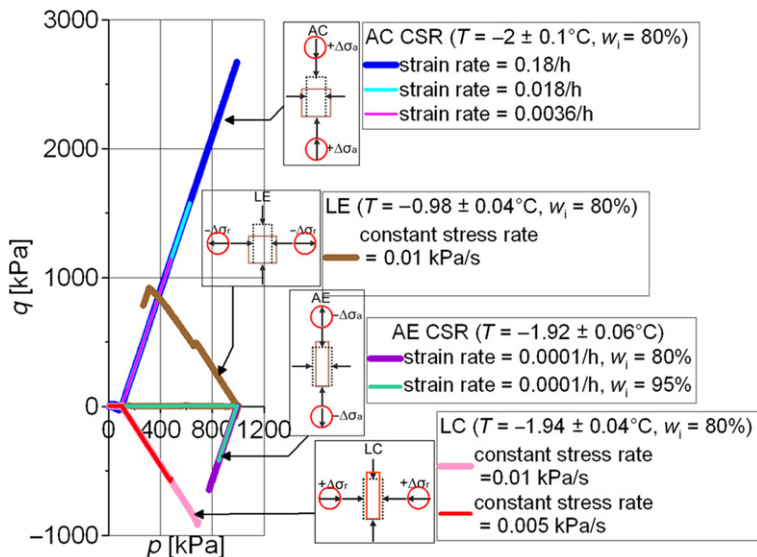 3000
2000
1000
0
−1000
q [kPa]
0 400 800 1200
p [kPa]
AC
+Δσa
+Δσa
AC CSR (T = −2 ± 0.1°C, wi = 80%)
strain rate = 0.18/h
strain rate = 0.018/h
strain rate = 0.0036/h
LE
−Δσr
−Δσr
LE (T = −0.98 ± 0.04°C, wi = 80%)
constant stress rate
= 0.01 kPa/s
AE
−Δσa
−Δσa
AE CSR (T = −1.92 ± 0.06°C)
strain rate = 0.0001/h, wi = 80%
strain rate = 0.0001/h, wi = 95%
LC
+Δσr
+Δσr
LC (T = −1.94 ± 0.04°C, wi = 80%)
constant stress rate
=0.01 kPa/s
constant stress rate
= 0.005 kPa/s